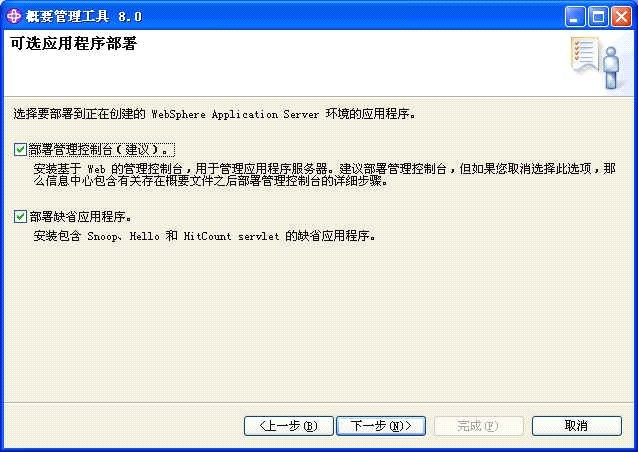 概要管理工具 8.0
可选应用程序部署
选择要部署到正在创建的 WebSphere Application Server 环境的应用程序。
部署管理控制台(建议)。
安装基于 Web 的管理控制台,用于管理应用程序服务器。建议部署管理控制台,但如果您取消选择此选项,那
么信息中心包含有关存在概要文件之后部署管理控制台的详细步骤。
部署缺省应用程序。
安装包含 Snoop、Hello 和 HitCount servlet 的缺省应用程序。
<上一步(B)
下一步(N)>
完成(F)
取消